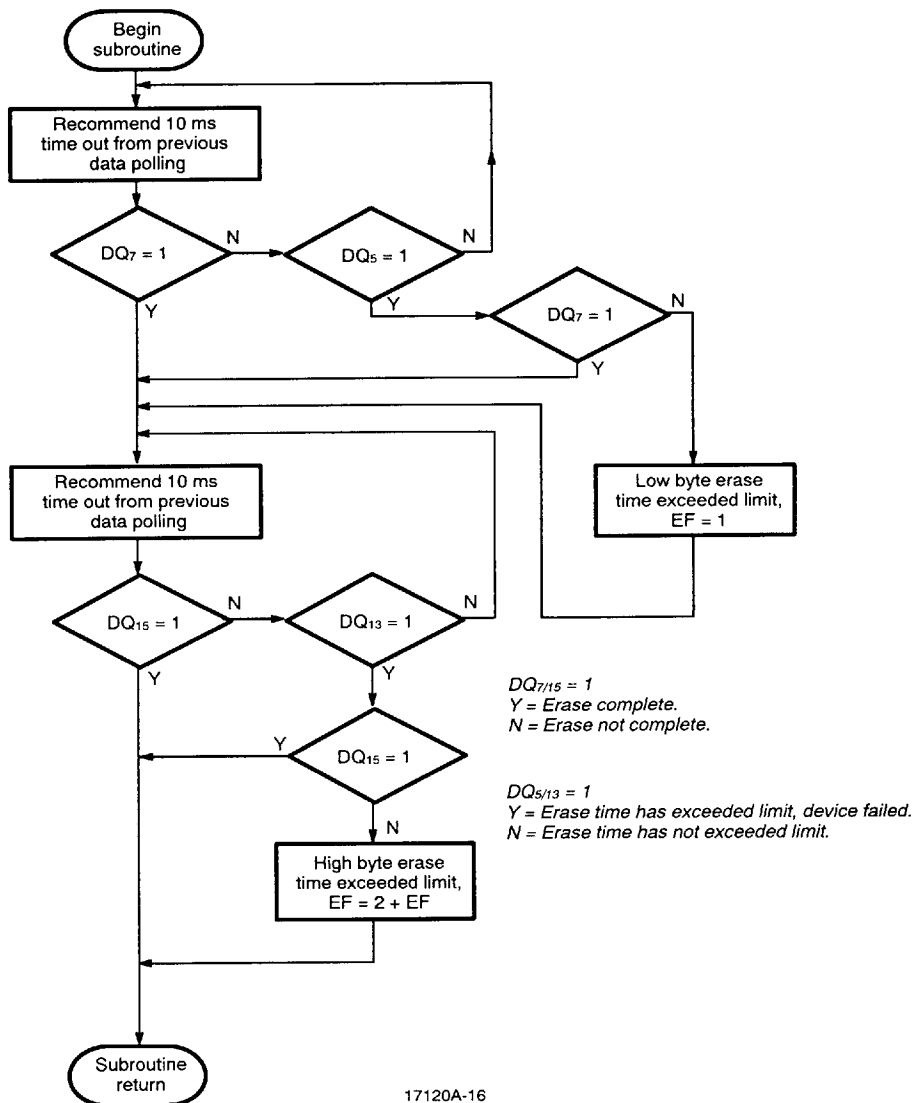 Begin
subroutine
Recommend 10 ms
time out from previous
data polling
DQ₇ = 1
N
Y
DQ₅ = 1
N
Y
DQ₇ = 1
N
Y
Low byte erase
time exceeded limit,
EF = 1
Recommend 10 ms
time out from previous
data polling
DQ₁₅ = 1
N
Y
DQ₁₃ = 1
N
Y
DQ₁₅ = 1
Y
N
High byte erase
time exceeded limit,
EF = 2 + EF
DQ₇/₁₅ = 1
Y = Erase complete.
N = Erase not complete.
DQ₅/₁₃ = 1
Y = Erase time has exceeded limit, device failed.
N = Erase time has not exceeded limit.
Subroutine
return
17120A-16